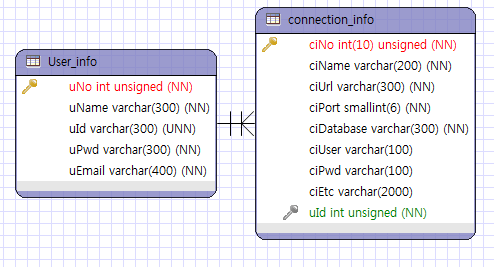 User_info
uNo int unsigned (NN)
uName varchar(300) (NN)
uId varchar(300) (UNN)
uPwd varchar(300) (NN)
uEmail varchar(400) (NN)
connection_info
ciNo int(10) unsigned (NN)
ciName varchar(200) (NN)
ciUrl varchar(300) (NN)
ciPort smallint(6) (NN)
ciDatabase varchar(300) (NN)
ciUser varchar(100)
ciPwd varchar(100)
ciEtc varchar(2000)
uId int unsigned (NN)